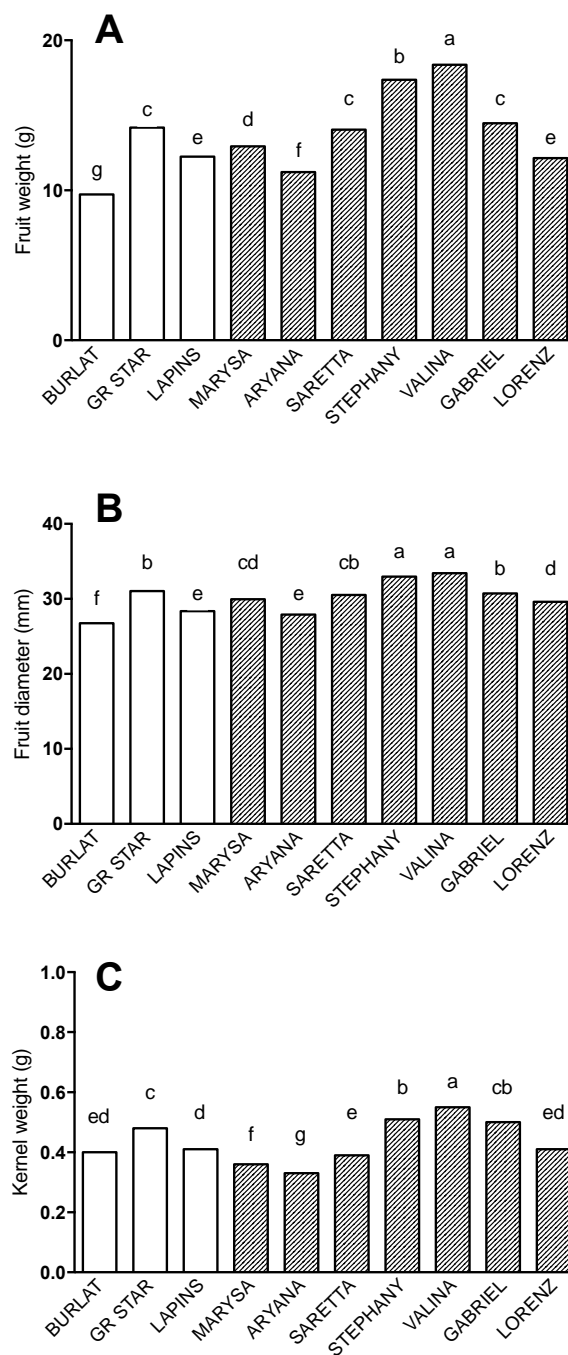 A
Fruit weight (g)
20
10
0
g c e d f c b a c e
BURLAT GR STAR LAPINS MARYSA ARYANA SARETTA STEPHANY VALINA GABRIEL LORENZ
B
Fruit diameter (mm)
40
30
20
10
0
f b e cd e cb a a b d
BURLAT GR STAR LAPINS MARYSA ARYANA SARETTA STEPHANY VALINA GABRIEL LORENZ
C
Kernel weight (g)
1.0
0.8
0.6
0.4
0.2
0.0
ed c d f g e b a cb ed
BURLAT GR STAR LAPINS MARYSA ARYANA SARETTA STEPHANY VALINA GABRIEL LORENZ